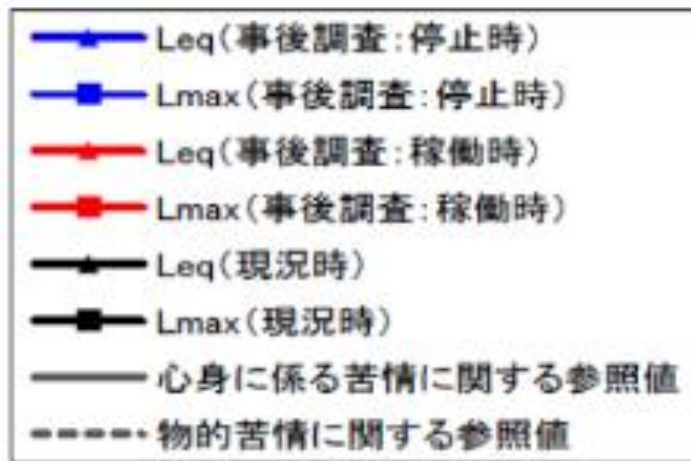 Leq(事後調査:停止時)
Lmax(事後調査:停止時)
Leq(事後調査:稼働時)
Lmax(事後調査:稼働時)
Leq(現況時)
Lmax(現況時)
心身に係る苦情に関する参照値
物的苦情に関する参照値